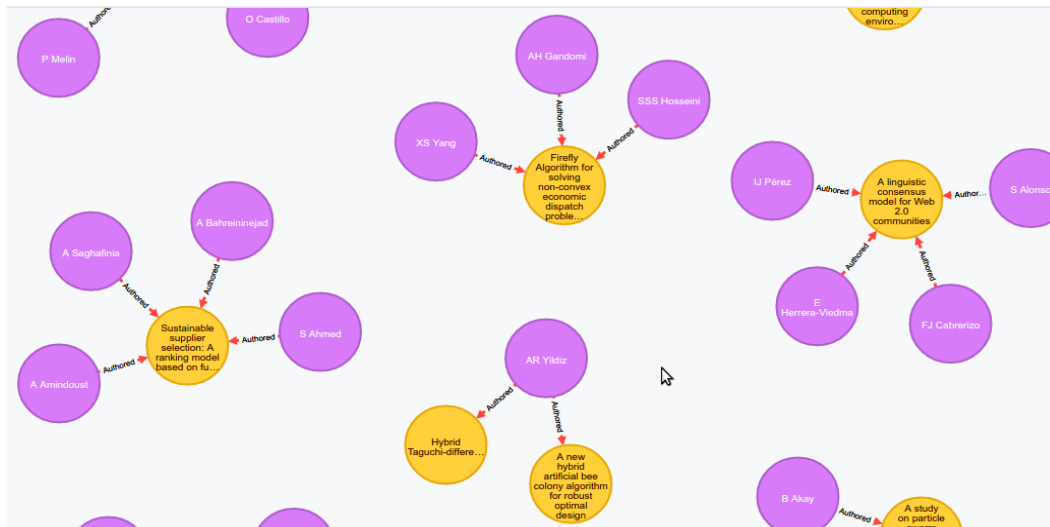 O Castillo
computing
enviro…
Authored
P Melin
AH Gandomi
SSS Hosseini
XS Yang
Authored
Authored
Authored
Firefly
Algorithm for
solving
non-convex
economic
dispatch
proble…
IJ Pérez
Authored
A linguistic
consensus
model for Web
2.0
communities
Author…
S Alonso
Authored
Authored
E
Herrera-Viedma
FJ Cabrerizo
A Bahreininejad
A Saghafinia
Authored
Authored
Sustainable
supplier
selection: A
ranking model
based on fu…
Authored
S Ahmed
Authored
A Amindoust
AR Yildiz
Authored
Authored
Hybrid
Taguchi-differe…
A new
hybrid
artificial bee
colony algorithm
for robust
optimal
design
B Akay
Authored
A study
on particle